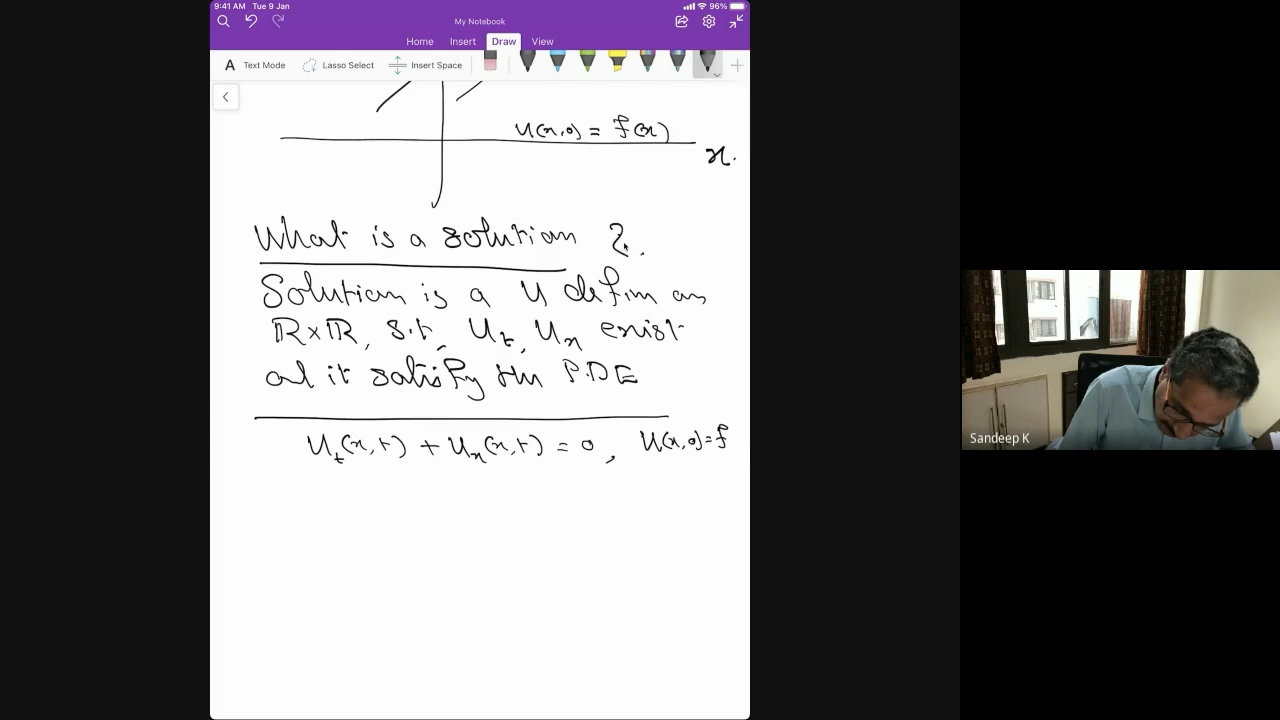 9:41 AM Tue 9 Jan 96%
My Notebook
Home Insert Draw View
A Text Mode Lasso Select Insert Space
u(x,0) = f(x)
x.
What is a solution ?.
Solution is a u defin on
ℝ×ℝ, s.t, u_t, u_x exist
and it satisfy the P.D.E
u_t(x,t) + u_x(x,t) = 0, u(x,0)=f
Sandeep K